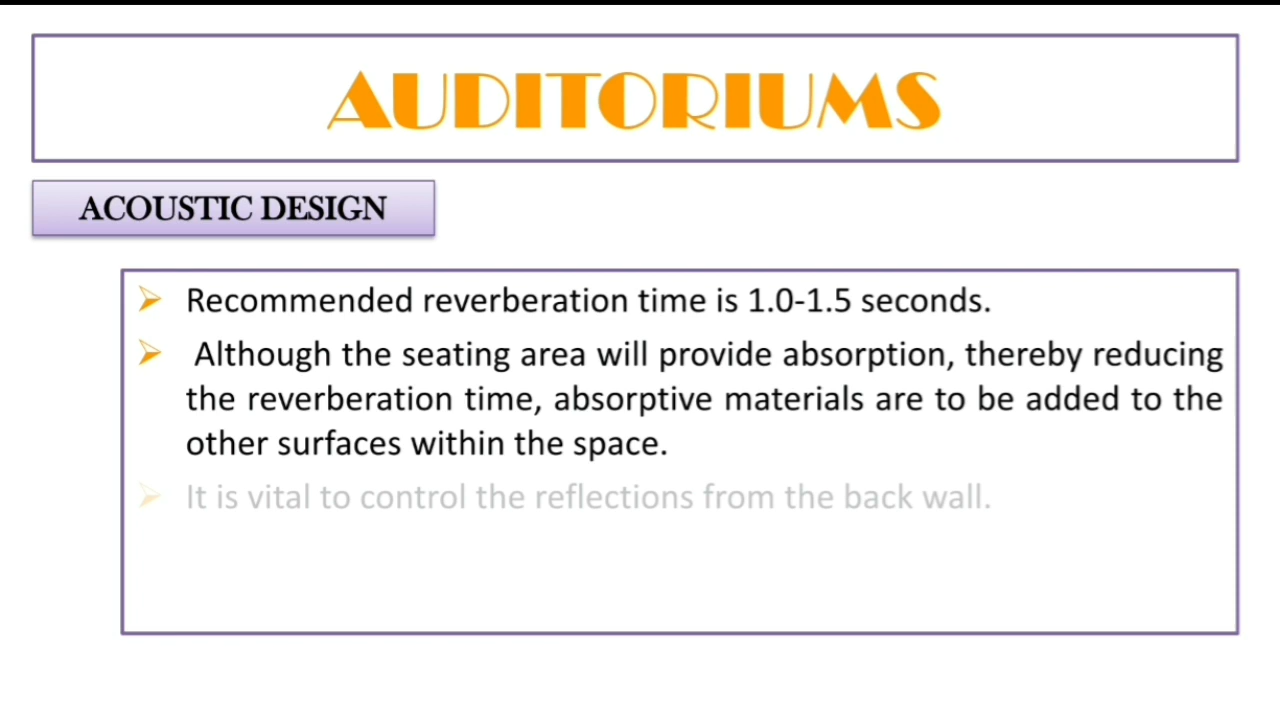 AUDITORIUMS
ACOUSTIC DESIGN
Recommended reverberation time is 1.0-1.5 seconds.
Although the seating area will provide absorption, thereby reducing
the reverberation time, absorptive materials are to be added to the
other surfaces within the space.
It is vital to control the reflections from the back wall.